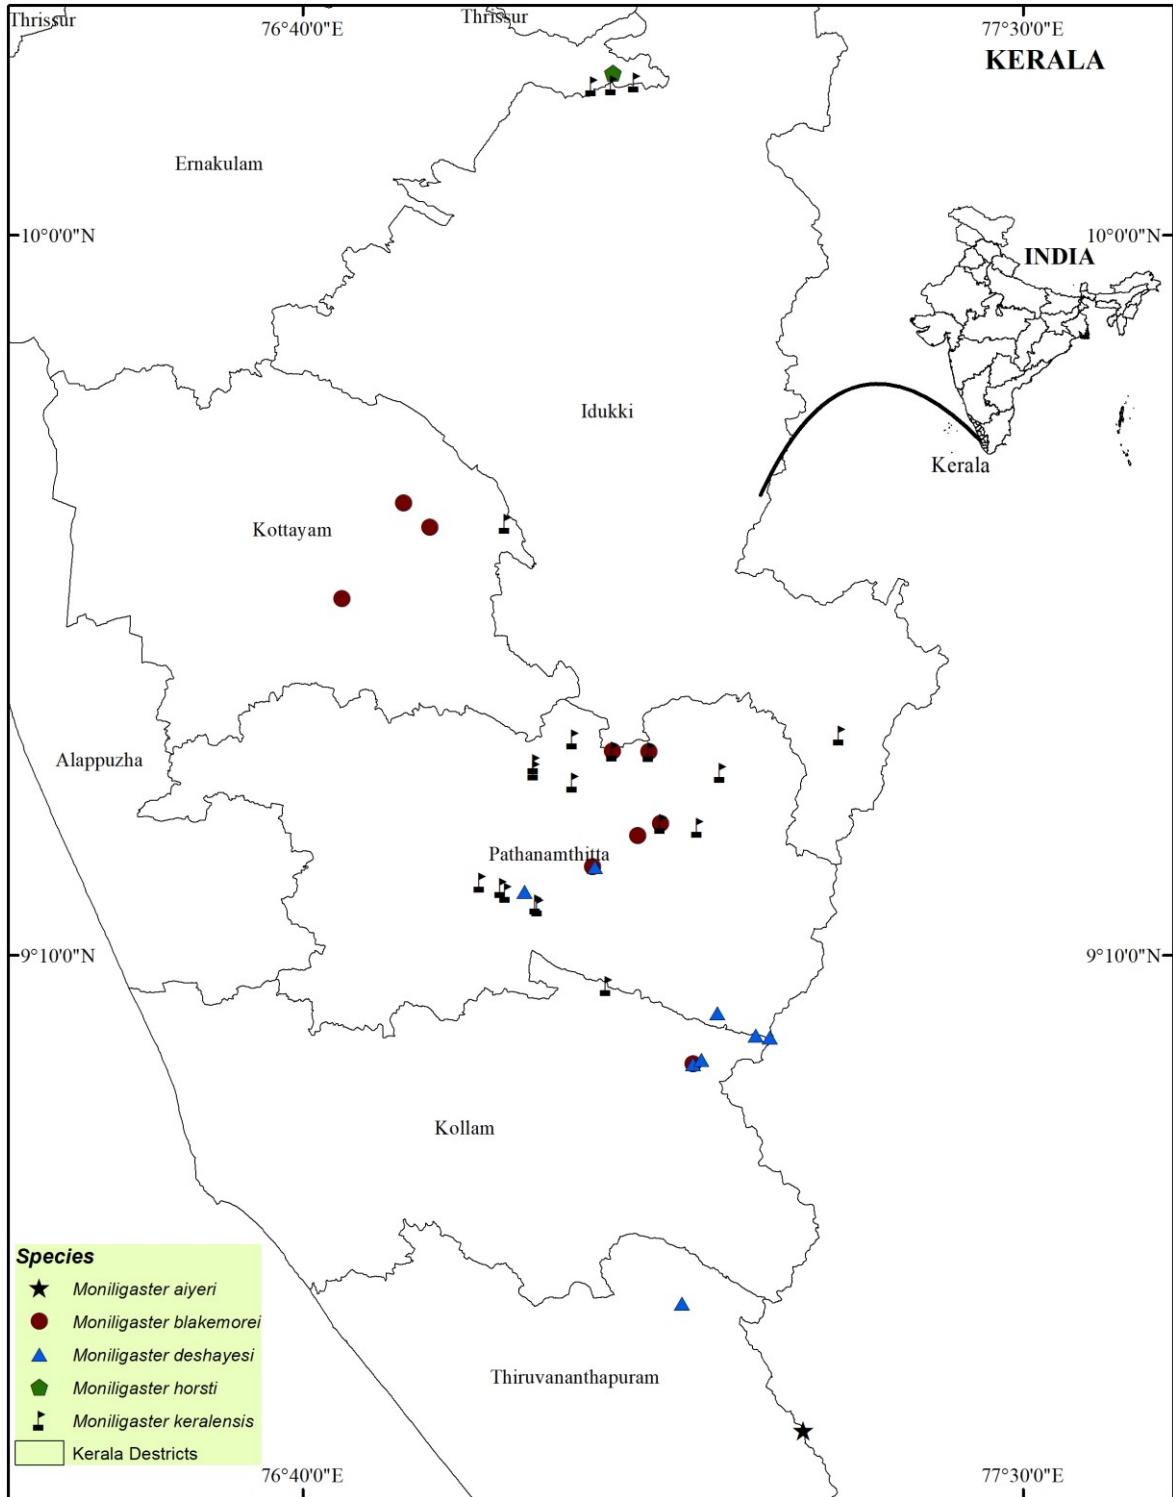 Thrissur
Thrissur
76°40'0"E
77°30'0"E
KERALA
Ernakulam
10°0'0"N
10°0'0"N
INDIA
Idukki
Kerala
Kottayam
Alappuzha
Pathanamthitta
9°10'0"N
9°10'0"N
Kollam
Species
Moniligaster aiyeri
Moniligaster blakemorei
Moniligaster deshayesi
Moniligaster horsti
Moniligaster keralensis
Kerala Destricts
Thiruvananthapuram
76°40'0"E
77°30'0"E